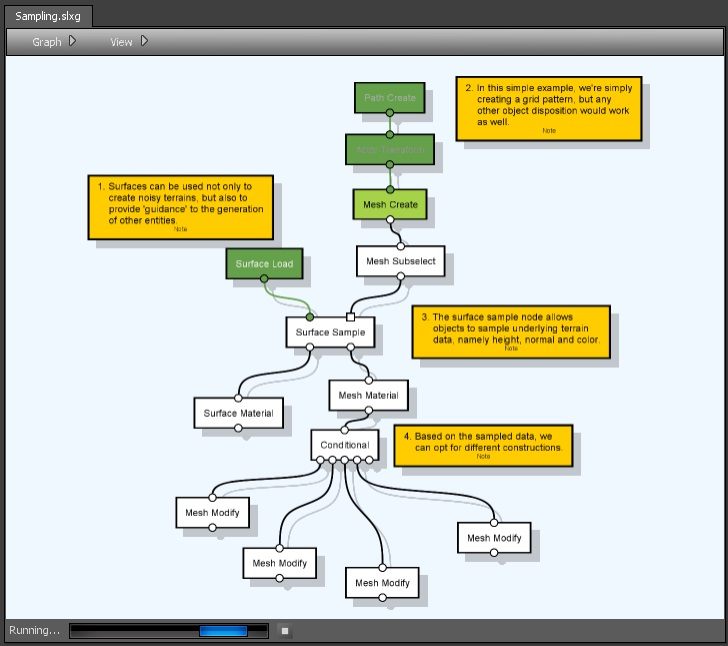 Sampling.slxg
Graph View
Path Create
2. In this simple example, we're simply
creating a grid pattern, but any
other object disposition would work
as well.
Note
Mesh Create
1. Surfaces can be used not only to
create noisy terrains, but also to
provide 'guidance' to the generation
of other entities.
Note
Surface Load
Mesh Subselect
Surface Sample
3. The surface sample node allows
objects to sample underlying terrain
data, namely height, normal and color.
Note
Mesh Material
Surface Material
Conditional
4. Based on the sampled data, we
can opt for different constructions.
Note
Mesh Modify
Mesh Modify
Mesh Modify
Mesh Modify
Running...